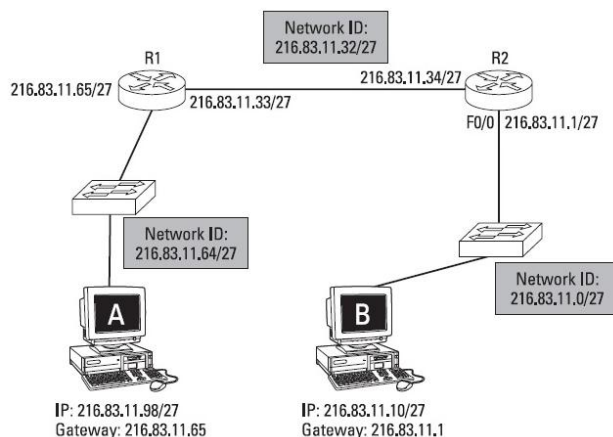 Network ID:
216.83.11.32/27
R1
R2
216.83.11.65/27
216.83.11.33/27
216.83.11.34/27
F0/0
216.83.11.1/27
Network ID:
216.83.11.64/27
Network ID:
216.83.11.0/27
A
B
IP: 216.83.11.98/27
Gateway: 216.83.11.65
IP: 216.83.11.10/27
Gateway: 216.83.11.1